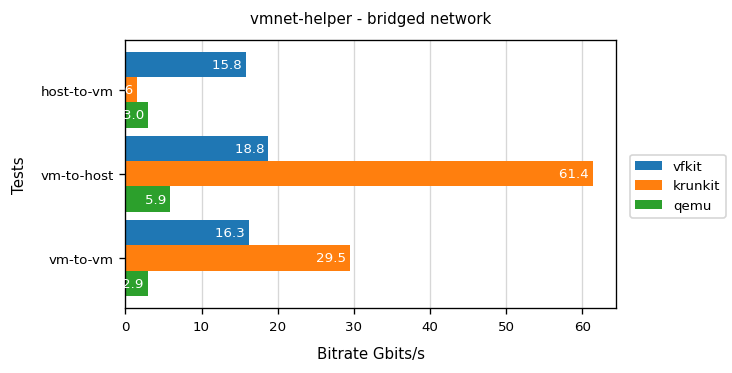 vmnet-helper - bridged network
host-to-vm
15.8
6
3.0
vm-to-host
18.8
61.4
5.9
vm-to-vm
16.3
29.5
2.9
Tests
0 10 20 30 40 50 60
Bitrate Gbits/s
vfkit
krunkit
qemu